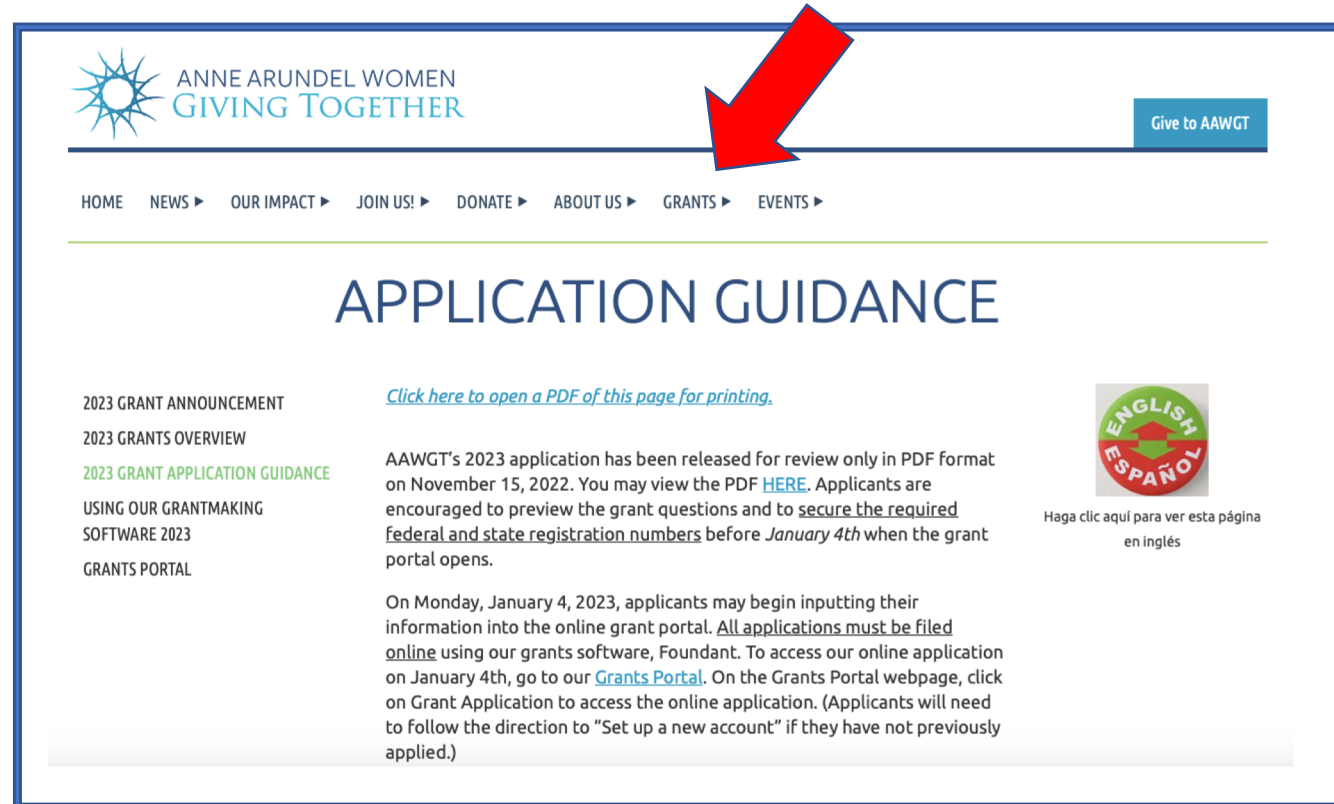 ANNE ARUNDEL WOMEN
GIVING TOGETHER
Give to AAWGT
HOME NEWS ▶ OUR IMPACT ▶ JOIN US! ▶ DONATE ▶ ABOUT US ▶ GRANTS ▶ EVENTS ▶
APPLICATION GUIDANCE
2023 GRANT ANNOUNCEMENT
2023 GRANTS OVERVIEW
2023 GRANT APPLICATION GUIDANCE
USING OUR GRANTMAKING
SOFTWARE 2023
GRANTS PORTAL
Click here to open a PDF of this page for printing.
AAWGT's 2023 application has been released for review only in PDF format
on November 15, 2022. You may view the PDF HERE. Applicants are
encouraged to preview the grant questions and to secure the required
federal and state registration numbers before January 4th when the grant
portal opens.
On Monday, January 4, 2023, applicants may begin inputting their
information into the online grant portal. All applications must be filed
online using our grants software, Foundant. To access our online application
on January 4th, go to our Grants Portal. On the Grants Portal webpage, click
on Grant Application to access the online application. (Applicants will need
to follow the direction to “Set up a new account” if they have not previously
applied.)
ENGLISH
ESPAÑOL
Haga clic aquí para ver esta página
en inglés